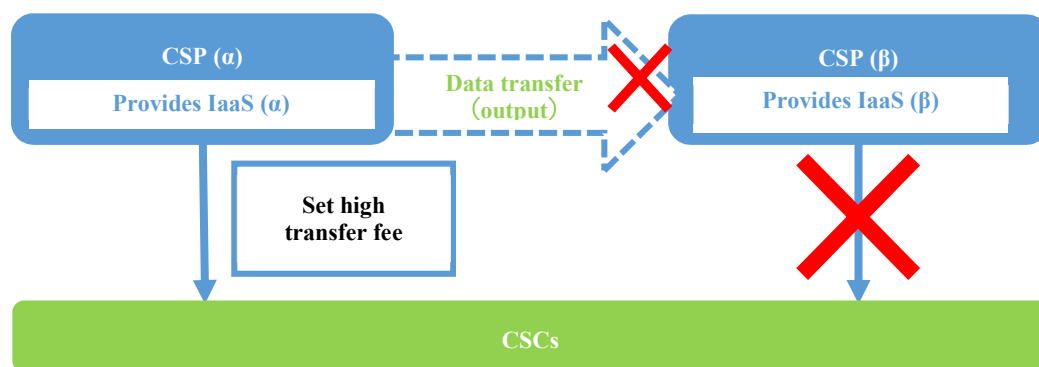 CSP (α)
Provides IaaS (α)
Data transfer
（output）
CSP (β)
Provides IaaS (β)
Set high
transfer fee
CSCs